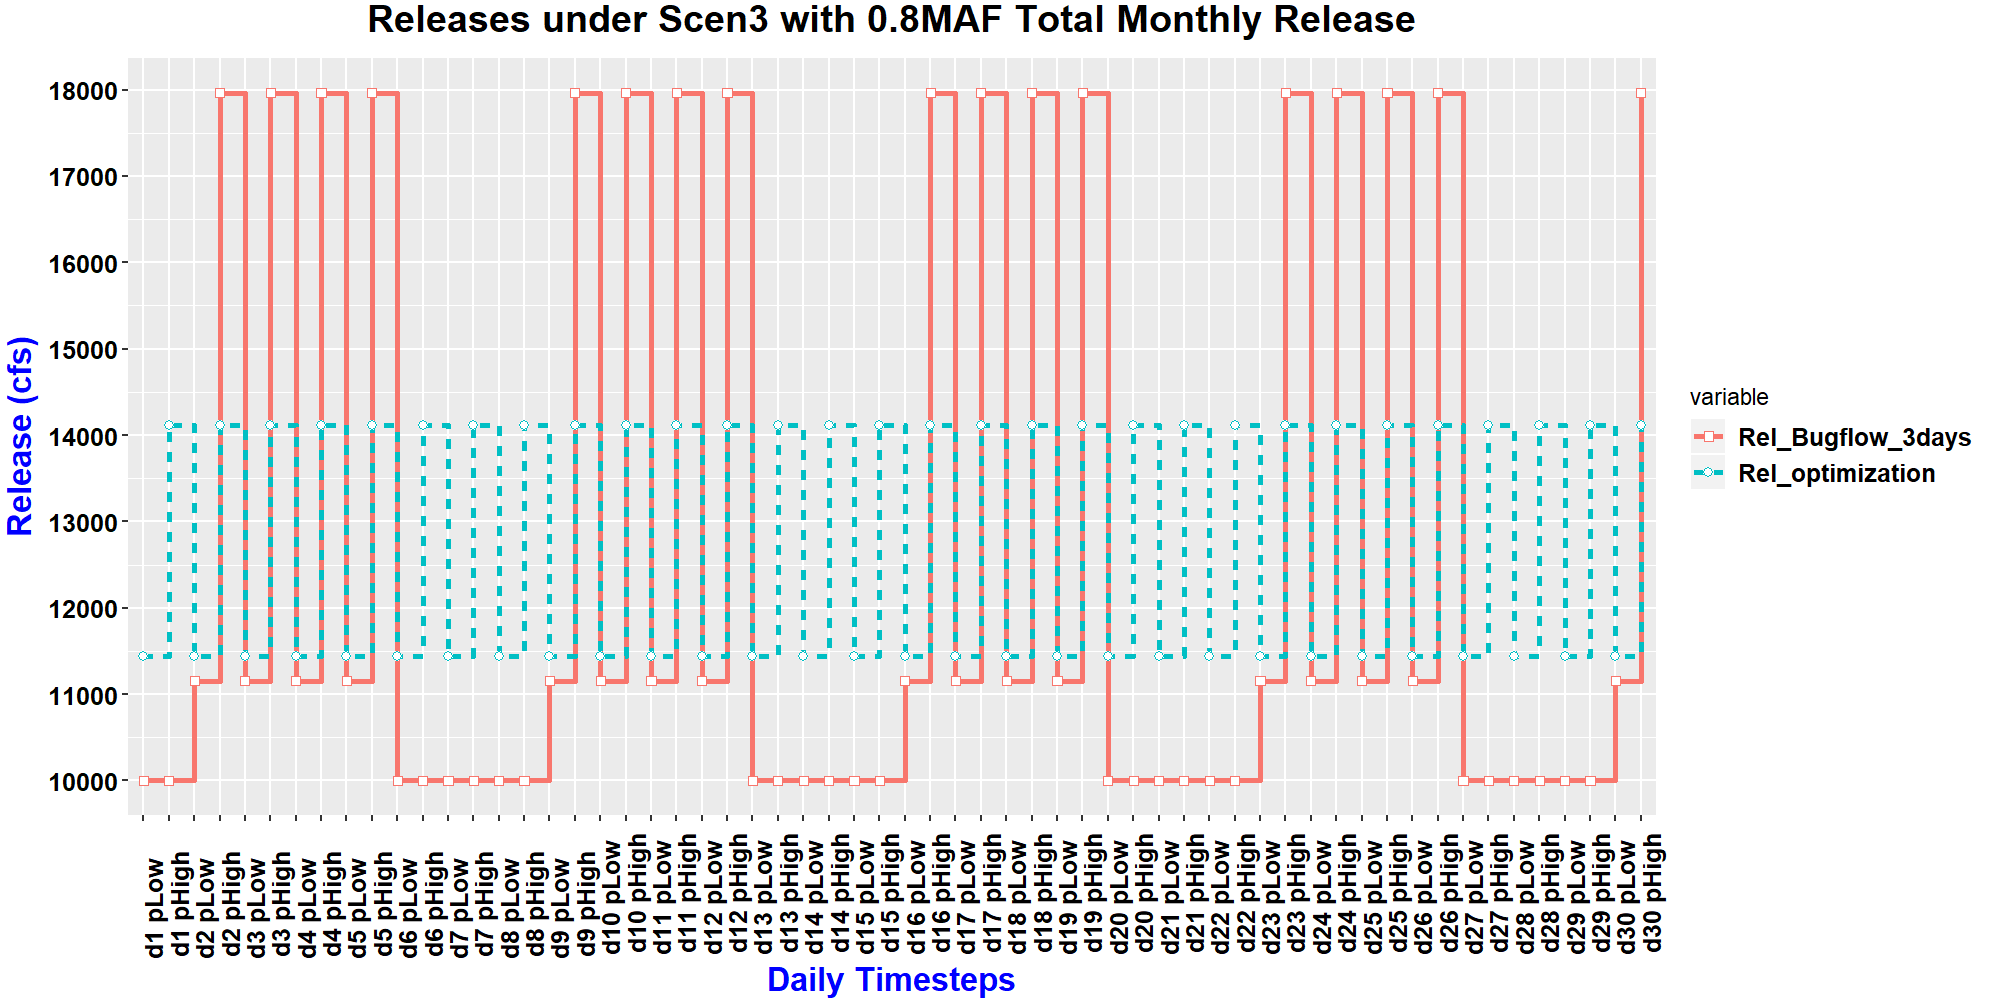 Releases under Scen3 with 0.8MAF Total Monthly Release
Release (cfs)
18000
17000
16000
15000
14000
13000
12000
11000
10000
d1 pLow
d1 pHigh
d2 pLow
d2 pHigh
d3 pLow
d3 pHigh
d4 pLow
d4 pHigh
d5 pLow
d5 pHigh
d6 pLow
d6 pHigh
d7 pLow
d7 pHigh
d8 pLow
d8 pHigh
d9 pLow
d9 pHigh
d10 pLow
d10 pHigh
d11 pLow
d11 pHigh
d12 pLow
d12 pHigh
d13 pLow
d13 pHigh
d14 pLow
d14 pHigh
d15 pLow
d15 pHigh
d16 pLow
d16 pHigh
d17 pLow
d17 pHigh
d18 pLow
d18 pHigh
d19 pLow
d19 pHigh
d20 pLow
d20 pHigh
d21 pLow
d21 pHigh
d22 pLow
d22 pHigh
d23 pLow
d23 pHigh
d24 pLow
d24 pHigh
d25 pLow
d25 pHigh
d26 pLow
d26 pHigh
d27 pLow
d27 pHigh
d28 pLow
d28 pHigh
d29 pLow
d29 pHigh
d30 pLow
d30 pHigh
Daily Timesteps
variable
Rel_Bugflow_3days
Rel_optimization